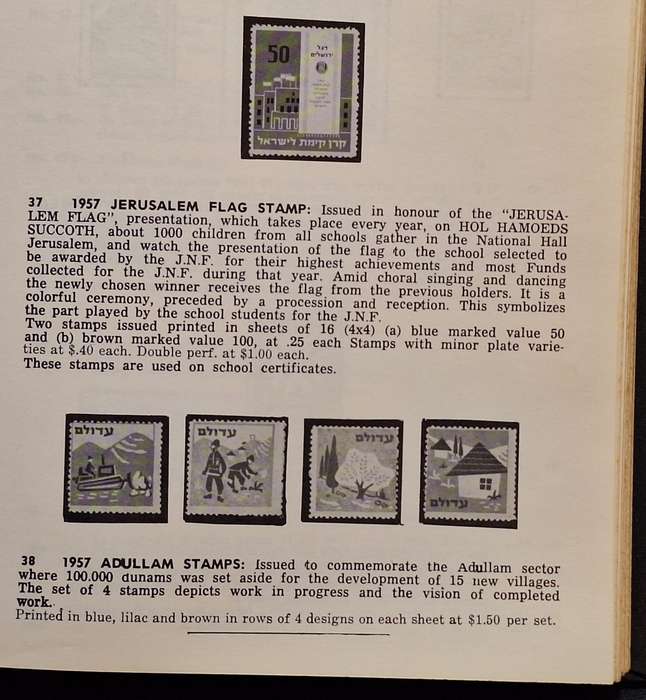 50
דגל
ירושלים
קרן קימת לישראל
37 1957 JERUSALEM FLAG STAMP: Issued in honour of the "JERUSA-
LEM FLAG", presentation, which takes place every year, on HOL HAMOEDS
SUCCOTH, about 1000 children from all schools gather in the National Hall
Jerusalem, and watch the presentation of the flag to the school selected to
be awarded by the J.N.F. for their highest achievements and most Funds
collected for the J.N.F. during that year. Amid choral singing and dancing
the newly chosen winner receives the flag from the previous holders. It is a
colorful ceremony, preceded by a procession and reception. This symbolizes
the part played by the school students for the J.N.F.
Two stamps issued printed in sheets of 16 (4x4) (a) blue marked value 50
and (b) brown marked value 100, at .25 each Stamps with minor plate varie-
ties at $.40 each. Double perf. at $1.00 each.
These stamps are used on school certificates.
עדולם
עדולם
עדולם
עדולם
38 1957 ADULLAM STAMPS: Issued to commemorate the Adullam sector
where 100.000 dunams was set aside for the development of 15 new villages.
The set of 4 stamps depicts work in progress and the vision of completed
work.
Printed in blue, lilac and brown in rows of 4 designs on each sheet at $1.50 per set.